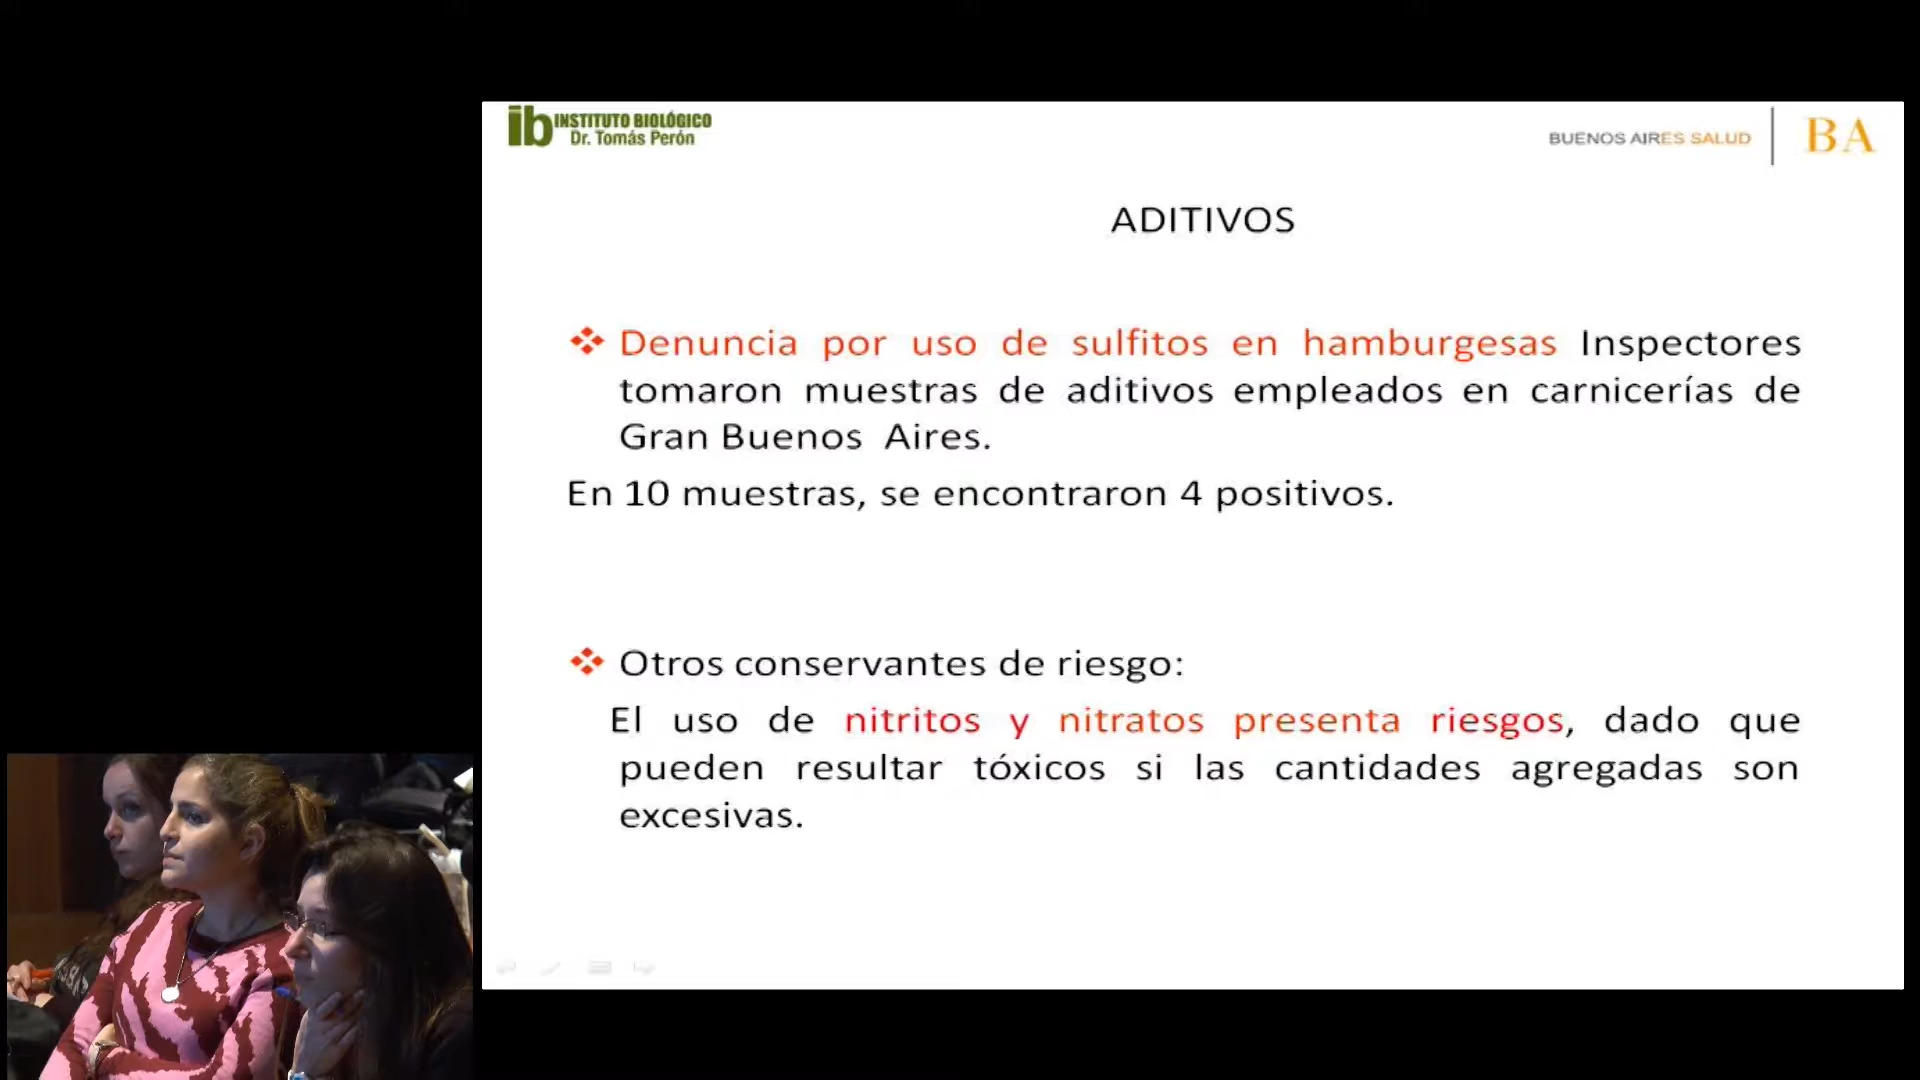 ib INSTITUTO BIOLÓGICO
Dr. Tomás Perón
BUENOS AIRES SALUD BA
ADITIVOS
Denuncia por uso de sulfitos en hamburgesas Inspectores
tomaron muestras de aditivos empleados en carnicerías de
Gran Buenos Aires.
En 10 muestras, se encontraron 4 positivos.
Otros conservantes de riesgo:
El uso de nitritos y nitratos presenta riesgos, dado que
pueden resultar tóxicos si las cantidades agregadas son
excesivas.